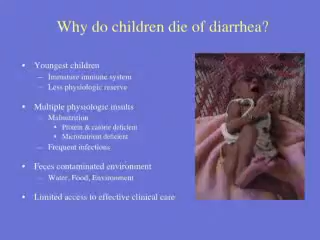 Why do children die of diarrhea?
• Youngest children
– Immature immune system
– Less physiologic reserve
• Multiple physiologic insults
– Malnutrition
• Protein & calorie deficient
• Micronutrient deficient
– Frequent infections
• Feces contaminated environment
– Water, Food, Environment
• Limited access to effective clinical care